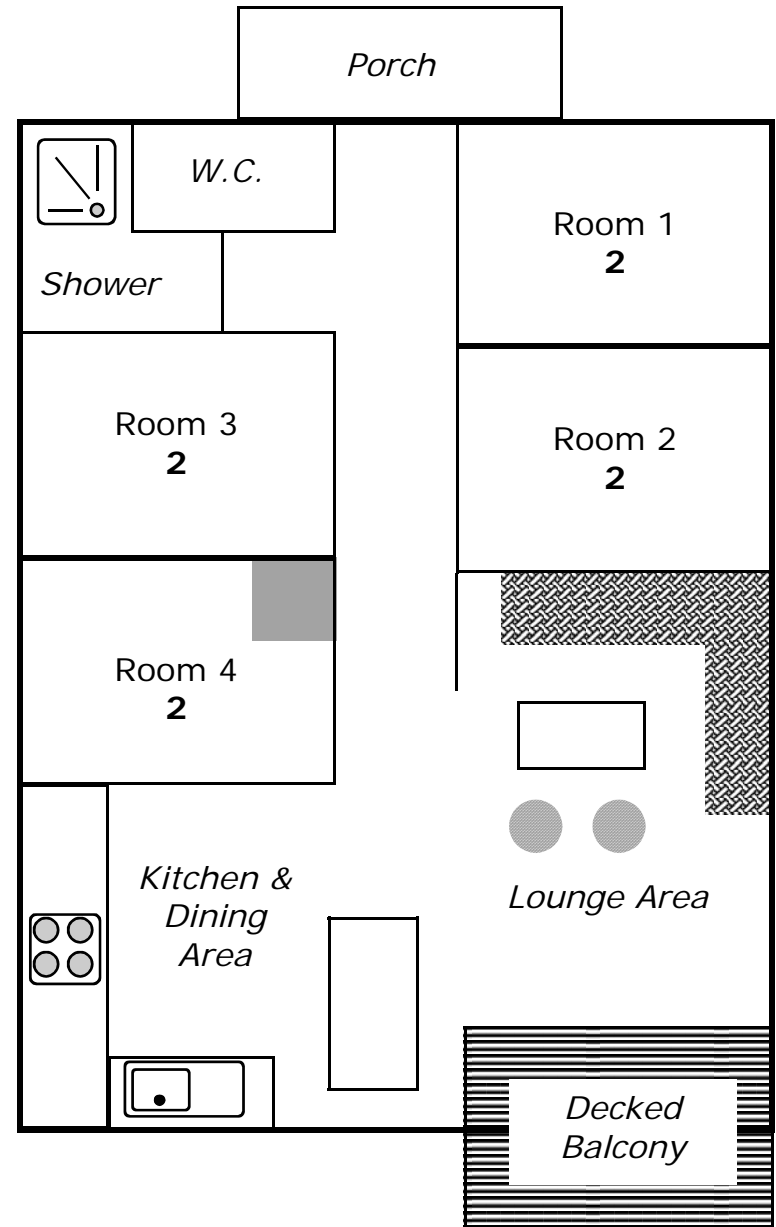 Porch
W.C.
Room 1
2
Shower
Room 3
2
Room 2
2
Room 4
2
Kitchen &
Dining
Area
Lounge Area
Decked
Balcony